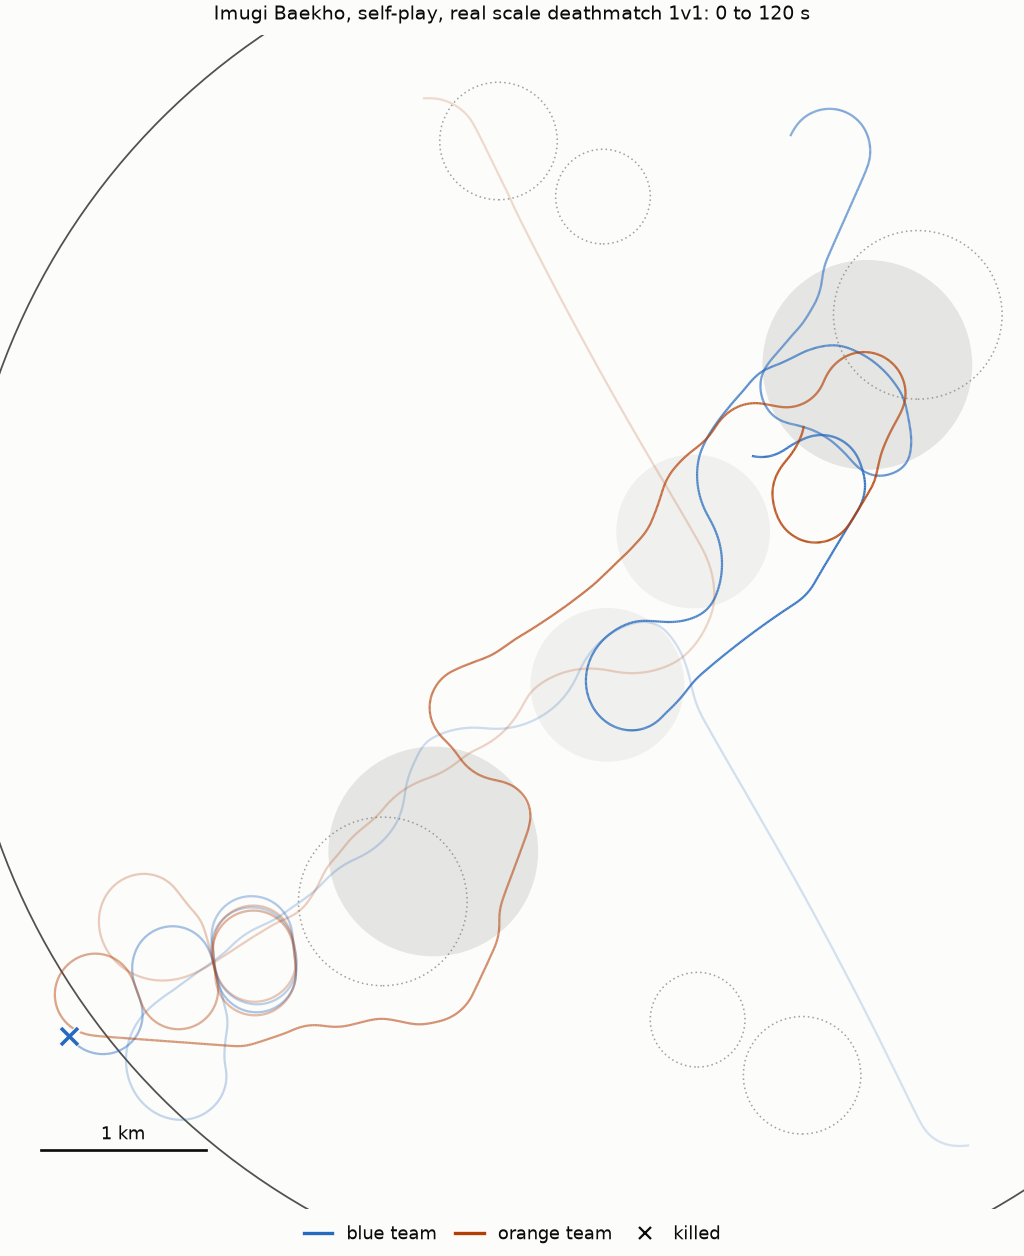 Imugi Baekho, self-play, real scale deathmatch 1v1: 0 to 120 s
1 km
blue team orange team killed